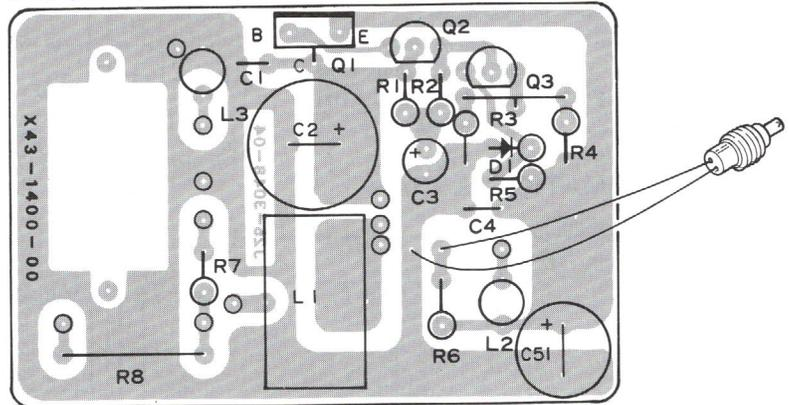 B E Q2
C Q1
C1
R1 R2 Q3
L3
C2 +
R3
R4
X43-1400-00
+
D1
C3
R5
C4
R7
L1
+
C51
L2
R6
R8